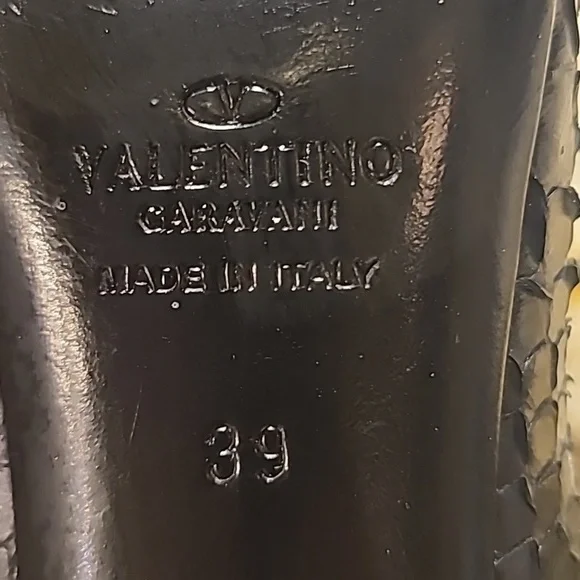 V
VALENTINO
GARAVANI
MADE IN ITALY
39